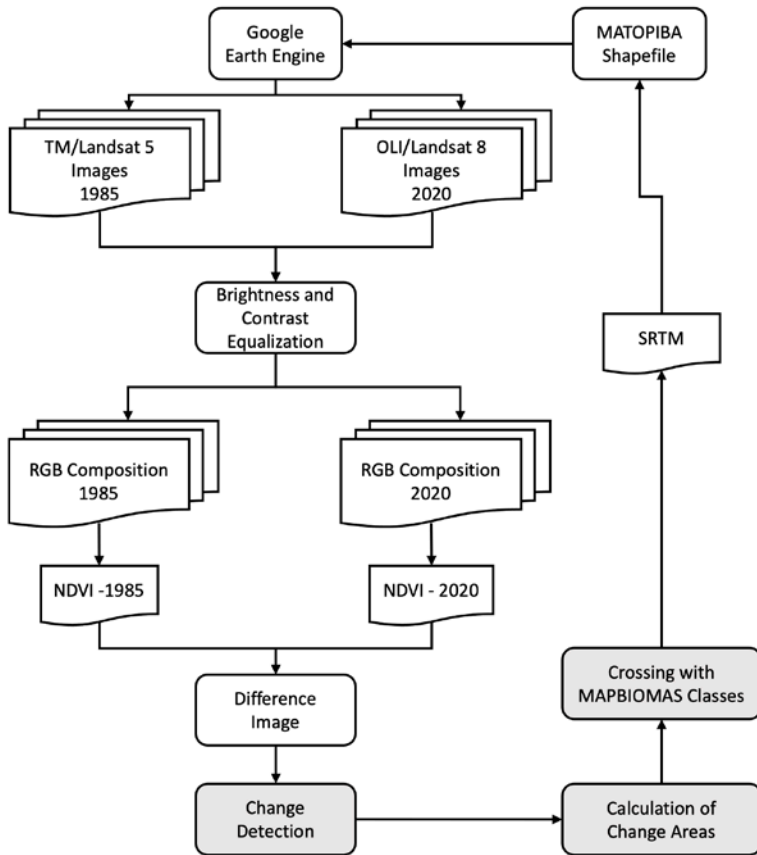 Google
Earth Engine
MATOPIBA
Shapefile
TM/Landsat 5
Images
1985
OLI/Landsat 8
Images
2020
Brightness and
Contrast
Equalization
SRTM
RGB Composition
1985
RGB Composition
2020
NDVI -1985
NDVI - 2020
Difference
Image
Crossing with
MAPBIOMAS Classes
Change
Detection
Calculation of
Change Areas